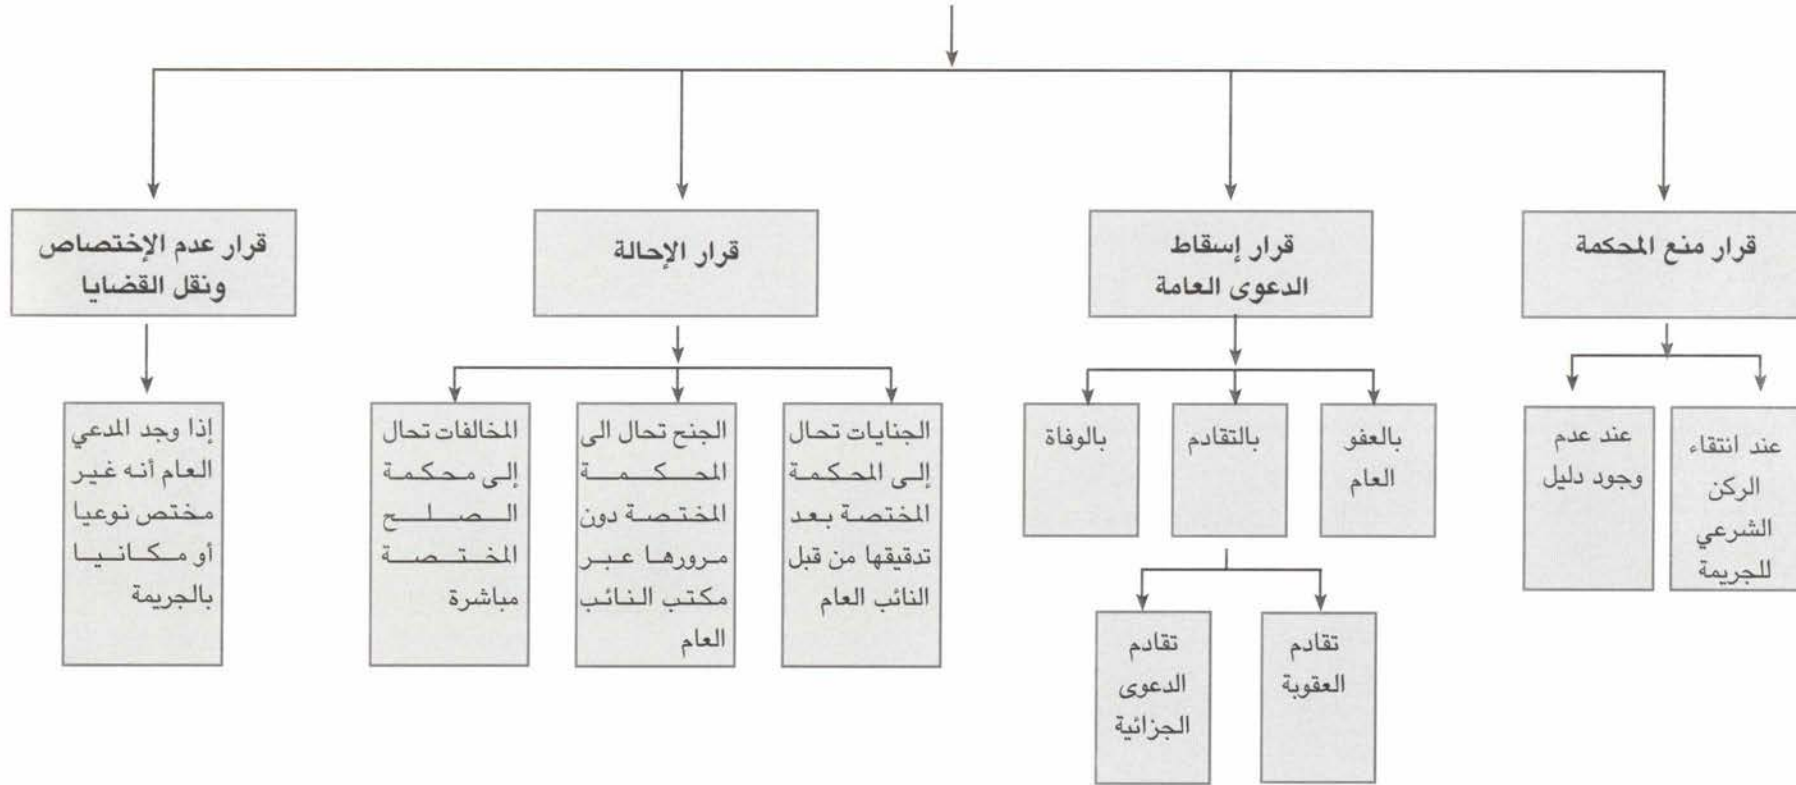 قرار منع المحكمة
عند انتقاء
الركن
الشرعي
للجريمة
عند عدم
وجود دليل
قرار إسقاط
الدعوى العامة
بالعفو
العام
بالتقادم
تقادم
العقوبة
تقادم
الدعوى
الجزائية
بالوفاة
قرار الإحالة
الجنايات تحال
إلى المحكمة
المختصة بعد
تدقيقها من قبل
النائب العام
الجنح تحال الى
المحكمة
المختصة دون
مرورها عبر
مكتب النائب
العام
المخالفات تحال
إلى محكمة
الصلح
المختصة
مباشرة
قرار عدم الإختصاص
ونقل القضايا
إذا وجد المدعي
العام أنه غير
مختص نوعيا
أو مكانيا
بالجريمة